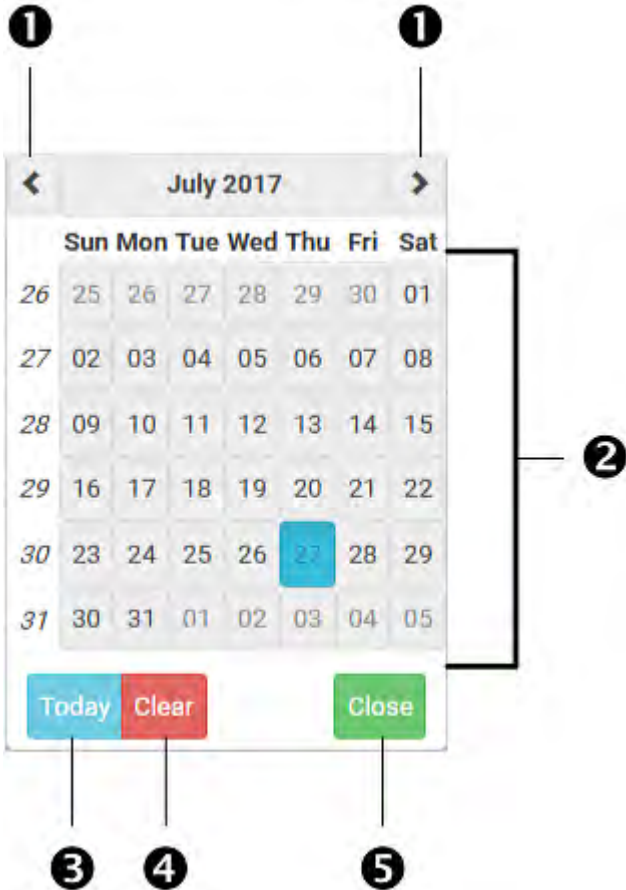 ❶ ❶
July 2017
Sun Mon Tue Wed Thu Fri Sat
26 25 26 27 28 29 30 01
27 02 03 04 05 06 07 08
28 09 10 11 12 13 14 15
29 16 17 18 19 20 21 22
❷
30 23 24 25 26 27 28 29
31 30 31 01 02 03 04 05
Today Clear Close
❸ ❹ ❺